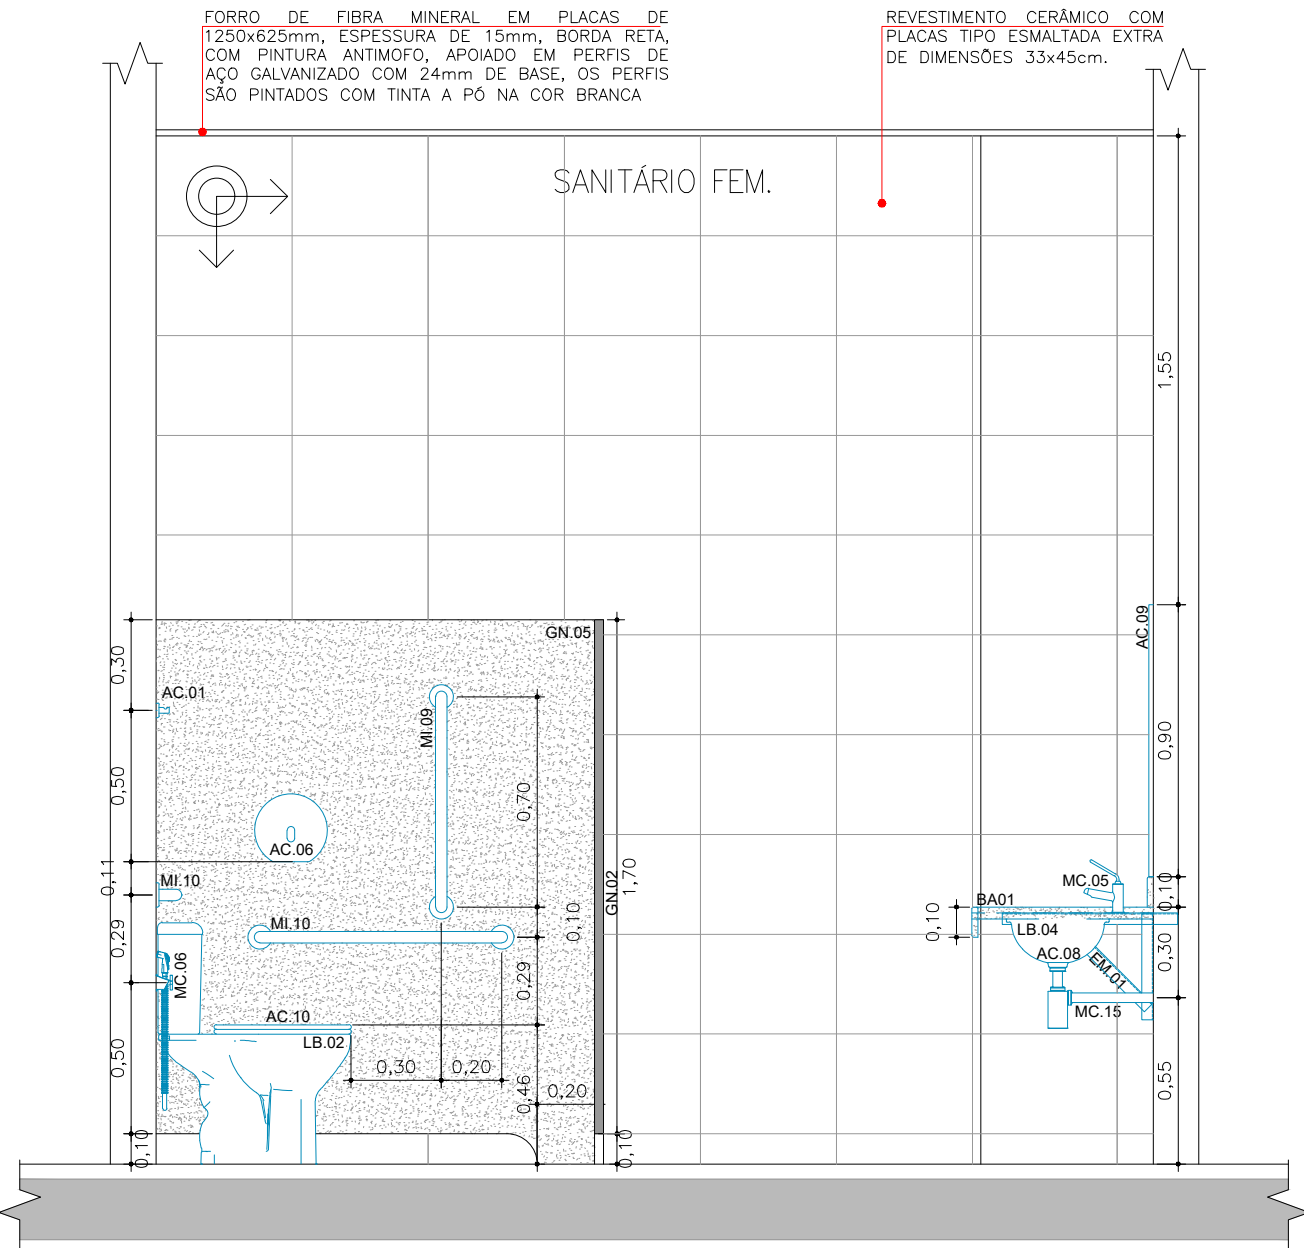 FORRO DE FIBRA MINERAL EM PLACAS DE
1250x625mm, ESPESSURA DE 15mm, BORDA RETA,
COM PINTURA ANTIMOFO, APOIADO EM PERFIS DE
AÇO GALVANIZADO COM 24mm DE BASE, OS PERFIS
SÃO PINTADOS COM TINTA A PÓ NA COR BRANCA
REVESTIMENTO CERÂMICO COM
PLACAS TIPO ESMALTADA EXTRA
DE DIMENSÕES 33x45cm.
SANITÁRIO FEM.
1,55
0,30
GN.05
AC.09
AC.01
MI.09
0,50
0,70
0,90
AC.06
0,11
MI.10
GN.02
1,70
MC.05
0,10
BA01
0,10
0,10
MI.10
LB.04
0,29
0,30
AC.08
EM.01
MC.06
0,29
MC.15
AC.10
LB.02
0,50
0,30
0,20
0,46
0,20
0,55
0,10
0,10